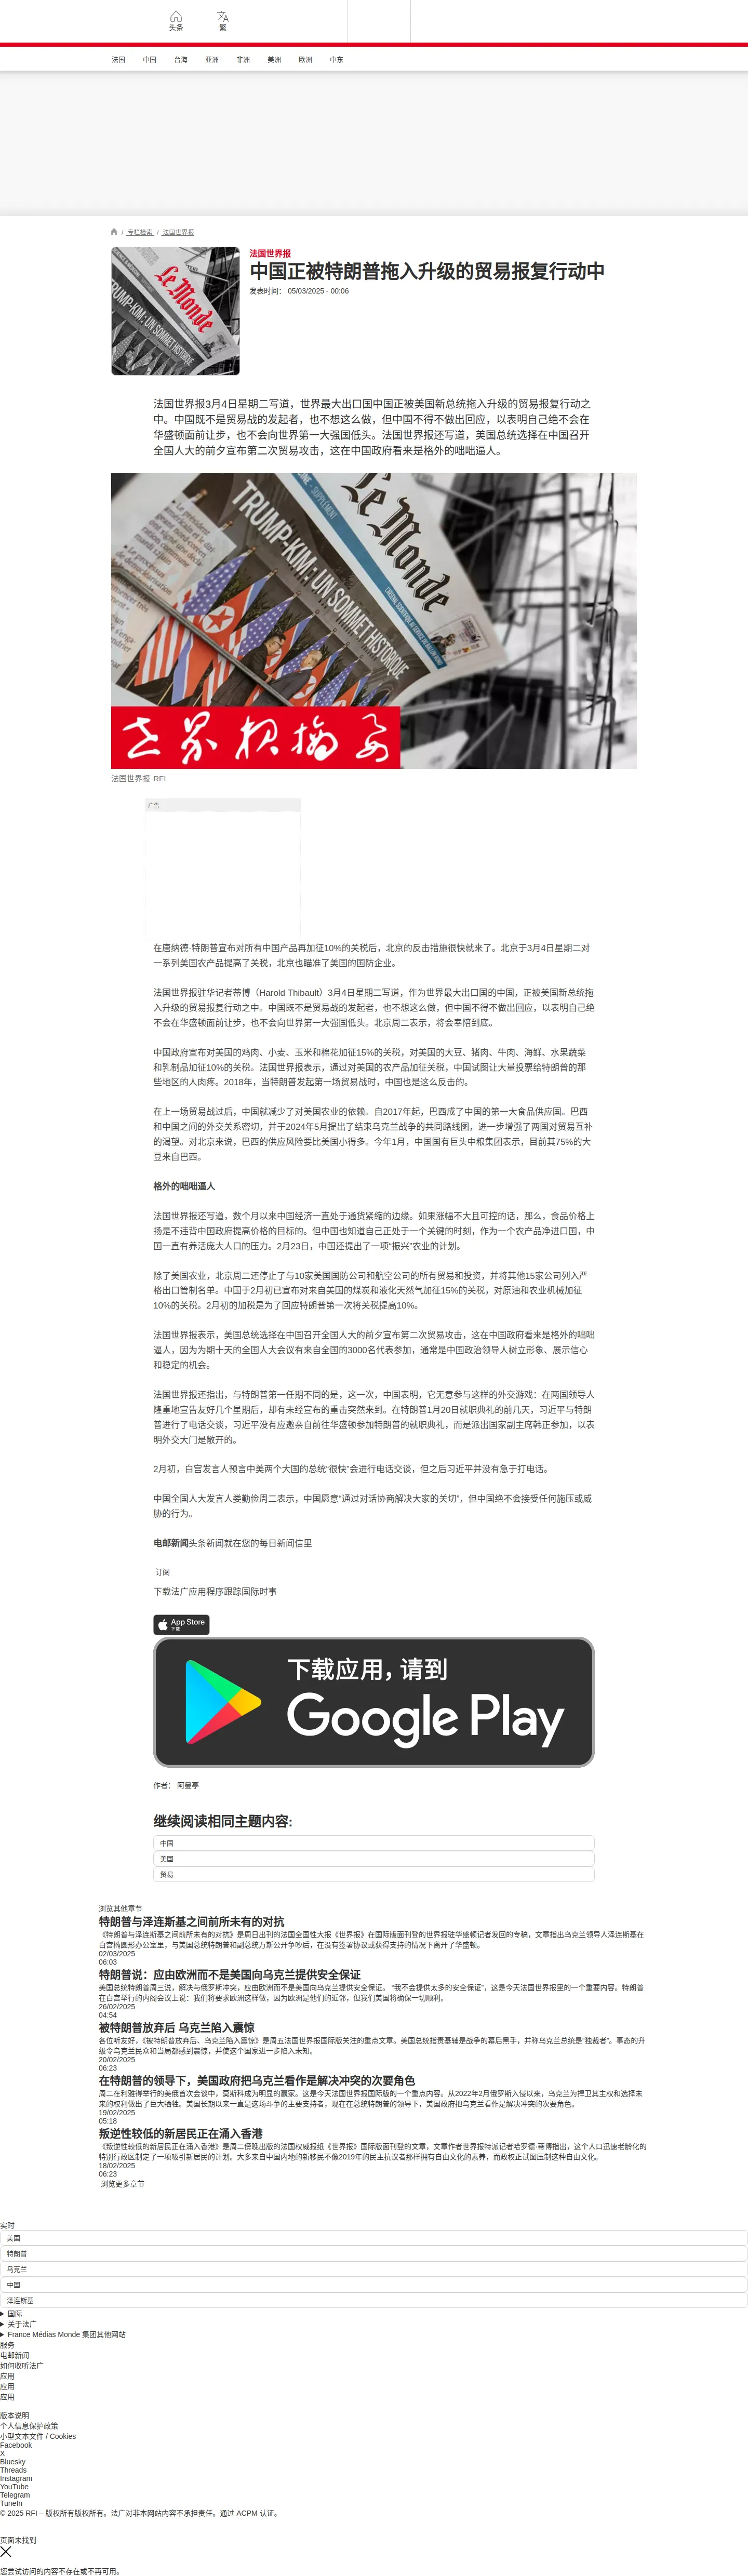 头条
繁
法国
中国
台海
亚洲
非洲
美洲
欧洲
中东
/ 专栏检索 / 法国世界报
Le Monde
TRUMP-KIM : UN SOMMET HISTORIQUE
法国世界报
中国正被特朗普拖入升级的贸易报复行动中
发表时间： 05/03/2025 - 00:06
法国世界报3月4日星期二写道，世界最大出口国中国正被美国新总统拖入升级的贸易报复行动之
中。中国既不是贸易战的发起者，也不想这么做，但中国不得不做出回应，以表明自己绝不会在
华盛顿面前让步，也不会向世界第一大强国低头。法国世界报还写道，美国总统选择在中国召开
全国人大的前夕宣布第二次贸易攻击，这在中国政府看来是格外的咄咄逼人。
Le Monde
TRUMP-KIM : UN SOMMET HISTORIQUE
世界报摘要
法国世界报 RFI
广告
在唐纳德·特朗普宣布对所有中国产品再加征10%的关税后，北京的反击措施很快就来了。北京于3月4日星期二对
一系列美国农产品提高了关税，北京也瞄准了美国的国防企业。
法国世界报驻华记者蒂博（Harold Thibault）3月4日星期二写道，作为世界最大出口国的中国，正被美国新总统拖
入升级的贸易报复行动之中。中国既不是贸易战的发起者，也不想这么做，但中国不得不做出回应，以表明自己绝
不会在华盛顿面前让步，也不会向世界第一大强国低头。北京周二表示，将会奉陪到底。
中国政府宣布对美国的鸡肉、小麦、玉米和棉花加征15%的关税，对美国的大豆、猪肉、牛肉、海鲜、水果蔬菜
和乳制品加征10%的关税。法国世界报表示，通过对美国的农产品加征关税，中国试图让大量投票给特朗普的那
些地区的人肉疼。2018年，当特朗普发起第一场贸易战时，中国也是这么反击的。
在上一场贸易战过后，中国就减少了对美国农业的依赖。自2017年起，巴西成了中国的第一大食品供应国。巴西
和中国之间的外交关系密切，并于2024年5月提出了结束乌克兰战争的共同路线图，进一步增强了两国对贸易互补
的渴望。对北京来说，巴西的供应风险要比美国小得多。今年1月，中国国有巨头中粮集团表示，目前其75%的大
豆来自巴西。
格外的咄咄逼人
法国世界报还写道，数个月以来中国经济一直处于通货紧缩的边缘。如果涨幅不大且可控的话，那么，食品价格上
扬是不违背中国政府提高价格的目标的。但中国也知道自己正处于一个关键的时刻，作为一个农产品净进口国，中
国一直有养活庞大人口的压力。2月23日，中国还提出了一项“振兴”农业的计划。
除了美国农业，北京周二还停止了与10家美国国防公司和航空公司的所有贸易和投资，并将其他15家公司列入严
格出口管制名单。中国于2月初已宣布对来自美国的煤炭和液化天然气加征15%的关税，对原油和农业机械加征
10%的关税。2月初的加税是为了回应特朗普第一次将关税提高10%。
法国世界报表示，美国总统选择在中国召开全国人大的前夕宣布第二次贸易攻击，这在中国政府看来是格外的咄咄
逼人，因为为期十天的全国人大会议有来自全国的3000名代表参加，通常是中国政治领导人树立形象、展示信心
和稳定的机会。
法国世界报还指出，与特朗普第一任期不同的是，这一次，中国表明，它无意参与这样的外交游戏：在两国领导人
隆重地宣告友好几个星期后，却有未经宣布的重击突然来到。在特朗普1月20日就职典礼的前几天，习近平与特朗
普进行了电话交谈，习近平没有应邀亲自前往华盛顿参加特朗普的就职典礼，而是派出国家副主席韩正参加，以表
明外交大门是敞开的。
2月初，白宫发言人预言中美两个大国的总统“很快”会进行电话交谈，但之后习近平并没有急于打电话。
中国全国人大发言人娄勤俭周二表示，中国愿意“通过对话协商解决大家的关切”，但中国绝不会接受任何施压或威
胁的行为。
电邮新闻头条新闻就在您的每日新闻信里
订阅
下载法广应用程序跟踪国际时事
App Store
下载
下载应用，请到
Google Play
作者： 阿曼亭
继续阅读相同主题内容:
中国
美国
贸易
浏览其他章节
特朗普与泽连斯基之间前所未有的对抗
《特朗普与泽连斯基之间前所未有的对抗》是周日出刊的法国全国性大报《世界报》在国际版面刊登的世界报驻华盛顿记者发回的专稿，文章指出乌克兰领导人泽连斯基在
白宫椭圆形办公室里，与美国总统特朗普和副总统万斯公开争吵后，在没有签署协议或获得支持的情况下离开了华盛顿。
02/03/2025
06:03
特朗普说：应由欧洲而不是美国向乌克兰提供安全保证
美国总统特朗普周三说，解决与俄罗斯冲突，应由欧洲而不是美国向乌克兰提供安全保证。 “我不会提供太多的安全保证”，这是今天法国世界报里的一个重要内容。特朗普
在白宫举行的内阁会议上说：我们将要求欧洲这样做，因为欧洲是他们的近邻，但我们美国将确保一切顺利。
26/02/2025
04:54
被特朗普放弃后 乌克兰陷入震惊
各位听友好，《被特朗普放弃后、乌克兰陷入震惊》是周五法国世界报国际版关注的重点文章。美国总统指责基辅是战争的幕后黑手，并称乌克兰总统是“独裁者”。事态的升
级令乌克兰民众和当局都感到震惊，并使这个国家进一步陷入未知。
20/02/2025
06:23
在特朗普的领导下，美国政府把乌克兰看作是解决冲突的次要角色
周二在利雅得举行的美俄首次会谈中，莫斯科成为明显的赢家。这是今天法国世界报国际版的一个重点内容。从2022年2月俄罗斯入侵以来，乌克兰为捍卫其主权和选择未
来的权利做出了巨大牺牲。美国长期以来一直是这场斗争的主要支持者，现在在总统特朗普的领导下，美国政府把乌克兰看作是解决冲突的次要角色。
19/02/2025
05:18
叛逆性较低的新居民正在涌入香港
《叛逆性较低的新居民正在涌入香港》是周二傍晚出版的法国权威报纸《世界报》国际版面刊登的文章，文章作者世界报特派记者哈罗德·蒂博指出，这个人口迅速老龄化的
特别行政区制定了一项吸引新居民的计划。大多来自中国内地的新移民不像2019年的民主抗议者那样拥有自由文化的素养，而政权正试图压制这种自由文化。
18/02/2025
06:23
浏览更多章节
实时
美国
特朗普
乌克兰
中国
泽连斯基
国际
关于法广
France Médias Monde 集团其他网站
服务
电邮新闻
如何收听法广
应用
应用
应用
版本说明
个人信息保护政策
小型文本文件 / Cookies
Facebook
X
Bluesky
Threads
Instagram
YouTube
Telegram
TuneIn
© 2025 RFI – 版权所有版权所有。法广对非本网站内容不承担责任。通过 ACPM 认证。
页面未找到
您尝试访问的内容不存在或不再可用。